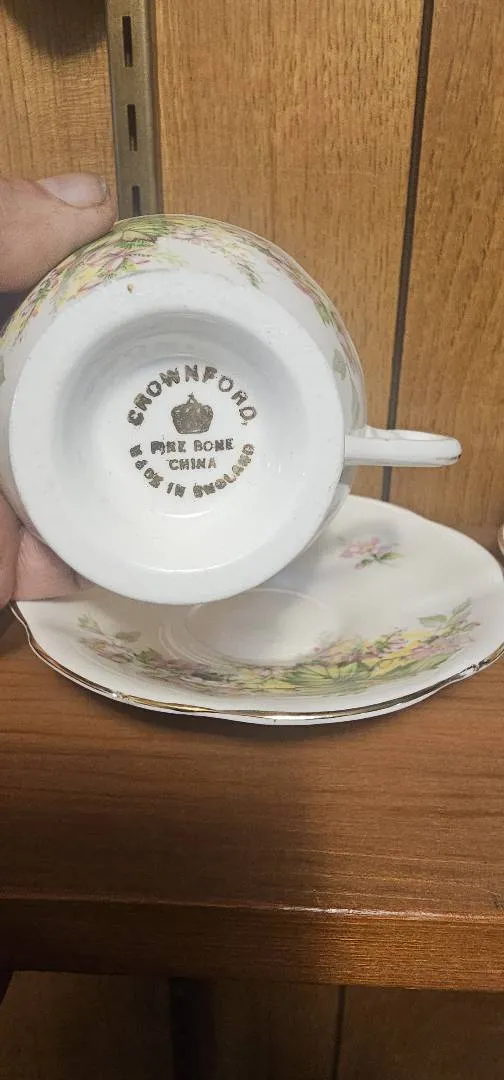 CROWNFORD,
FINE BONE
CHINA
MADE IN ENGLAND